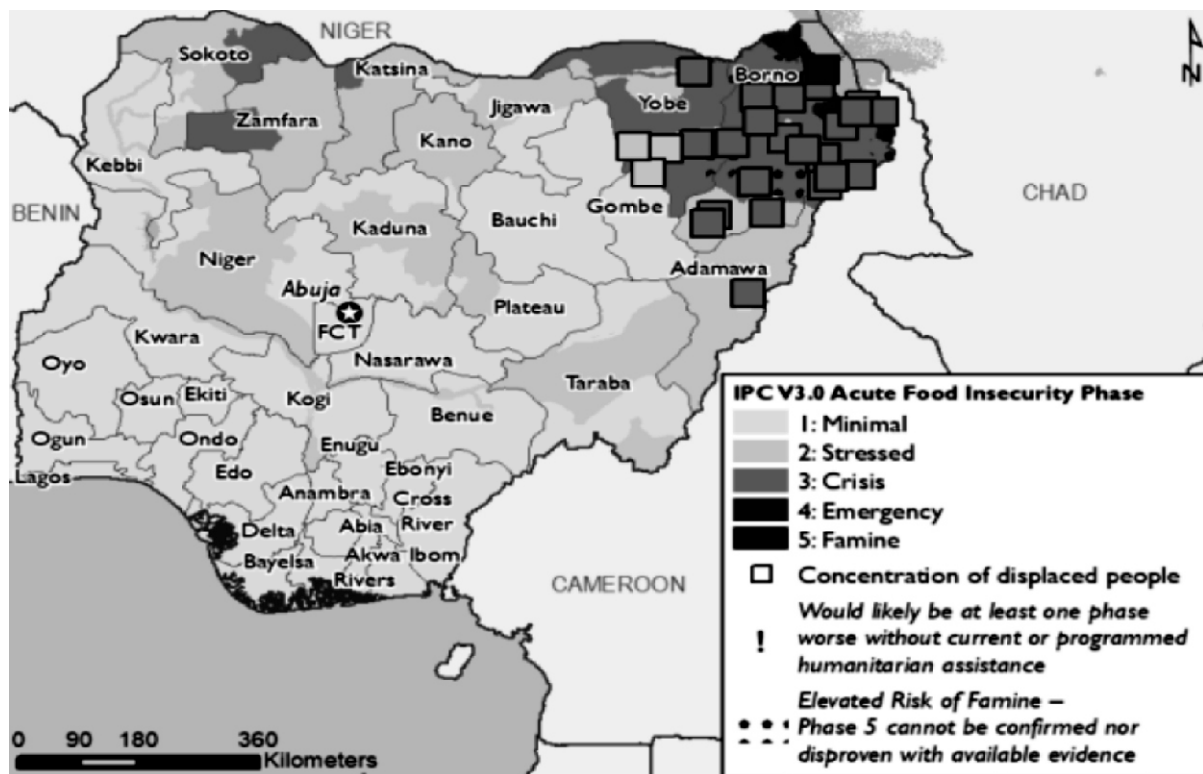 NIGER
N
Sokoto
Katsina
Borno
Yobe
Jigawa
Zamfara
Kano
Kebbi
CHAD
BENIN
Gombe
Bauchi
Kaduna
Niger
Adamawa
Abuja
Plateau
FCT
Kwara
Nasarawa
Oyo
Taraba
Osun
Ekiti
Kogi
Benue
Ogun
Ondo
Enugu
Lagos
Edo
Ebonyi
Anambra
Cross
River
Delta
Abia
Bayelsa
Akwa Ibom
Rivers
CAMEROON
IPC V3.0 Acute Food Insecurity Phase
1: Minimal
2: Stressed
3: Crisis
4: Emergency
5: Famine
Concentration of displaced people
Would likely be at least one phase
! worse without current or programmed
humanitarian assistance
Elevated Risk of Famine –
Phase 5 cannot be confirmed nor
disproven with available evidence
0 90 180 360
Kilometers